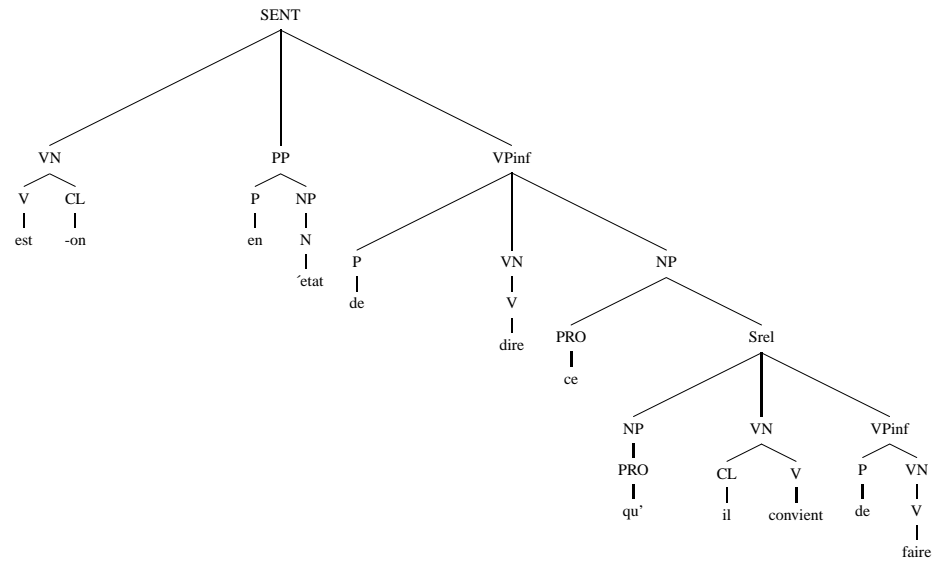 SENT
VN PP VPinf
V CL P NP
est -on en N P VN NP
´etat de V
dire PRO Srel
ce
NP VN VPinf
PRO CL V P VN
qu' il convient de V
faire